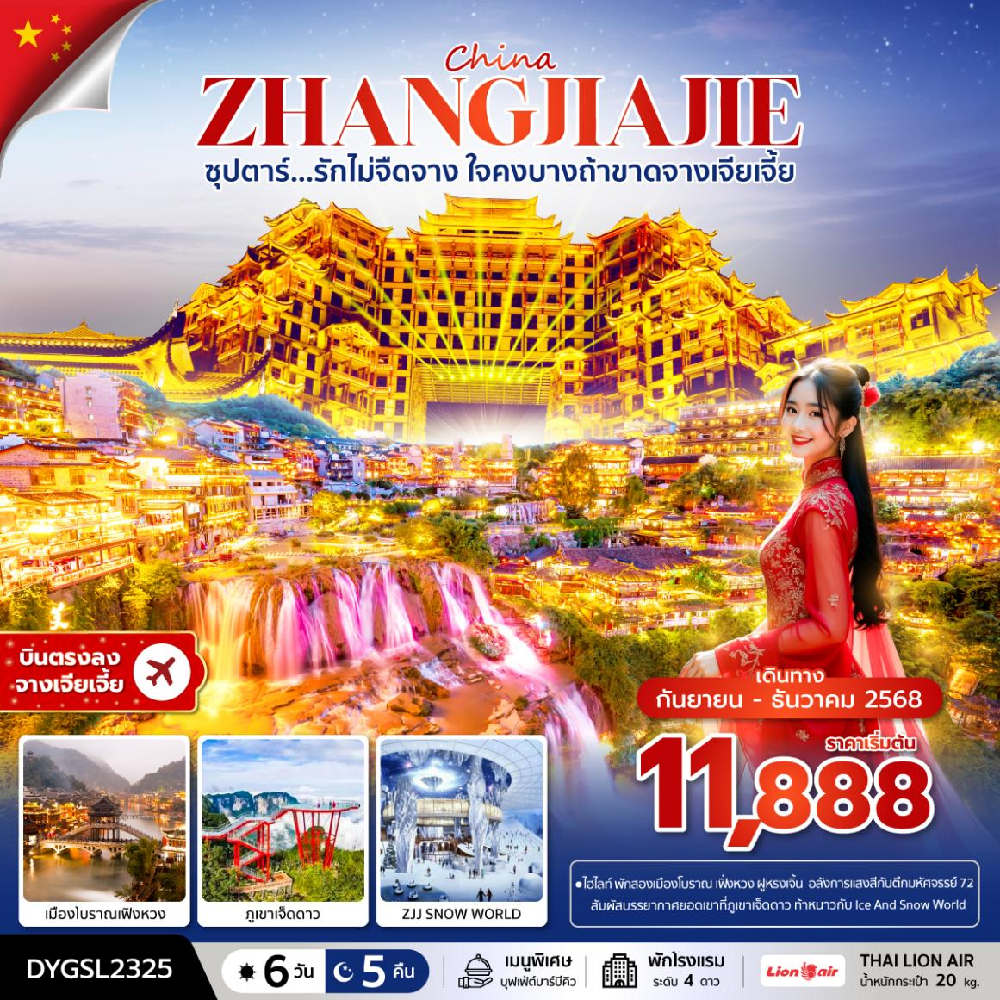 China
ZHANGJIAJIE
ซุปตาร์...รักไม่จืดจาง ใจคงบางถ้าขาดจางเจียเจี้ย
บินตรงลง
จางเจียเจี้ย
เดินทาง
กันยายน - ธันวาคม 2568
ราคาเริ่มต้น
11,888
เมืองโบราณเฟิงหวง
ภูเขาเจ็ดดาว
ZJJ SNOW WORLD
•ไฮไลท์ พักสองเมืองโบราณ เฟิ่งหวง ฝูหรงเจิ้น อลังการแสงสีกับตึกมหัศจรรย์ 72
สัมผัสบรรยากาศยอดเขาที่ภูเขาเจ็ดดาว ท้าหนาวกับ Ice And Snow World
DYGSL2325
6 วัน
5 คืน
เมนูพิเศษ
บุฟเฟ่ต์บาร์บีคิว
พักโรงแรม
ระดับ 4 ดาว
Lion air
THAI LION AIR
น้ำหนักกระเป๋า 20 kg.